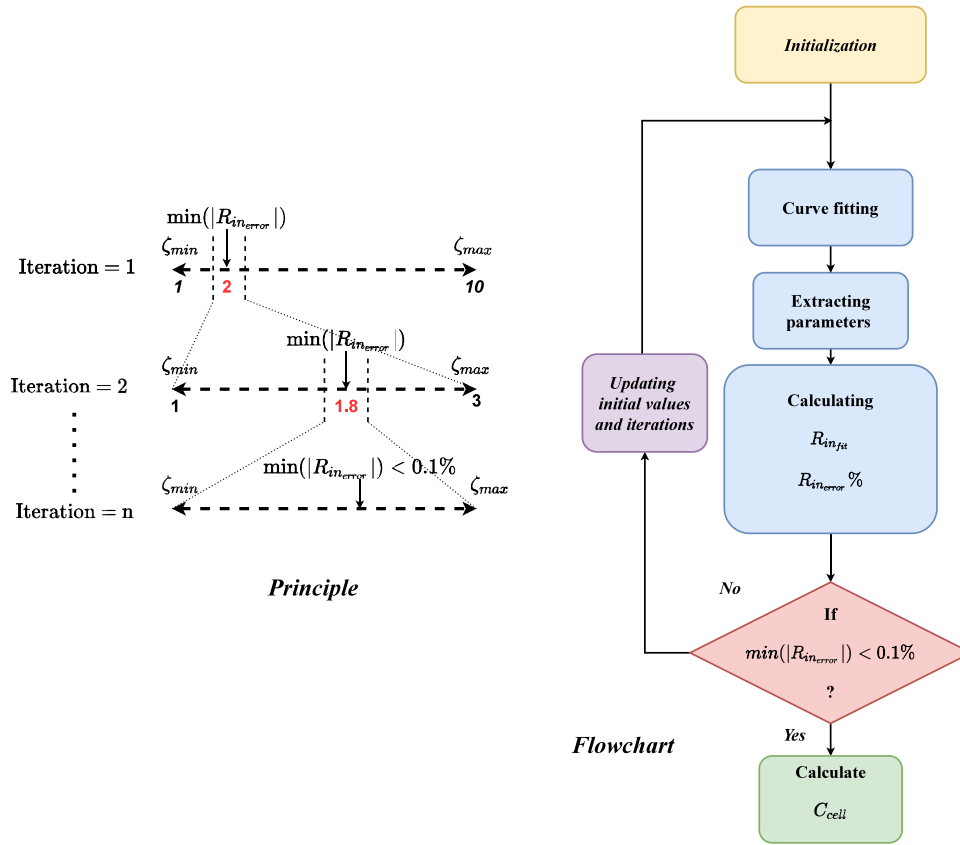 min(|R_{in_{error}}|)
ζ_{min}
ζ_{max}
Iteration = 1
1
2
10
min(|R_{in_{error}}|)
ζ_{min}
ζ_{max}
Iteration = 2
1
1.8
3
min(|R_{in_{error}}|) < 0.1%
ζ_{min}
ζ_{max}
Iteration = n
Principle
Initialization
Curve fitting
Extracting
parameters
Updating
initial values
and iterations
Calculating
R_{in_{fit}}
R_{in_{error}}%
No
If
min(|R_{in_{error}}|) < 0.1%
?
Flowchart
Yes
Calculate
C_{cell}